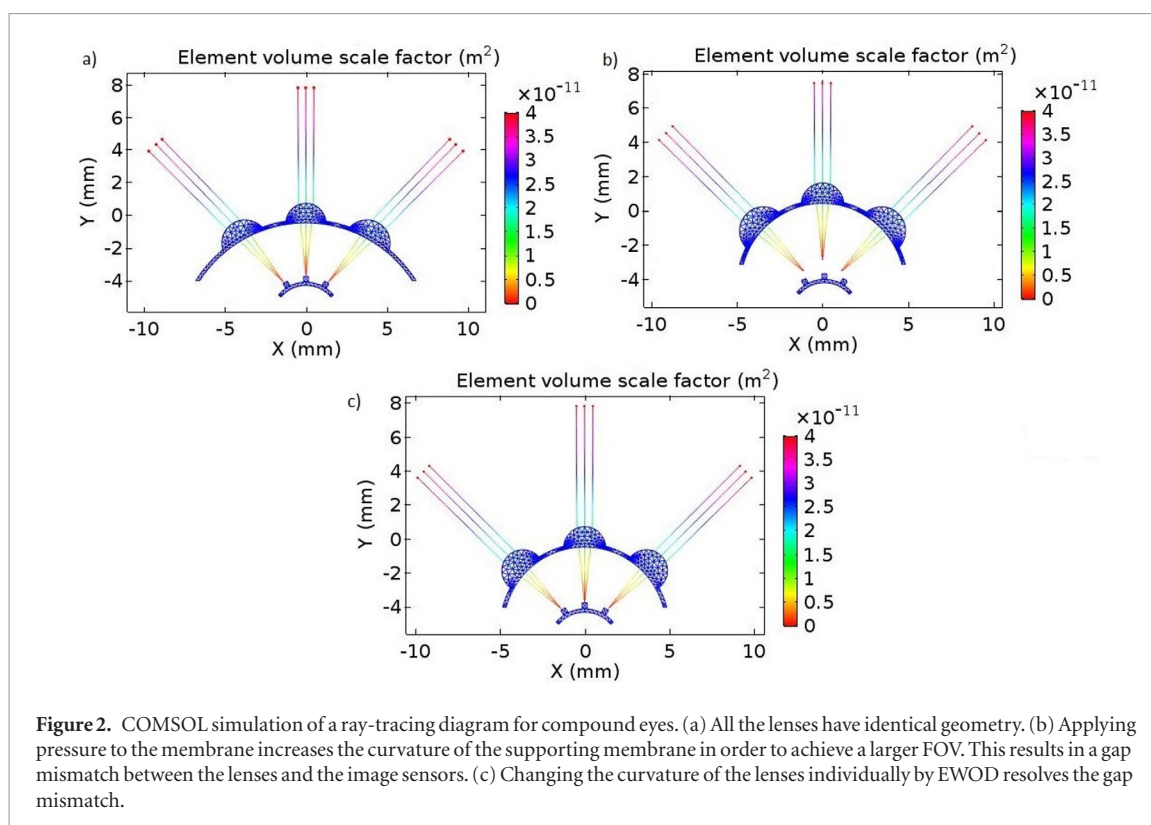 a)
Element volume scale factor (m²)
×10⁻¹¹
8
6
4
2
0
-2
-4
Y (mm)
-10 -5 0 5 10
X (mm)
4
3.5
3
2.5
2
1.5
1
0.5
0
b)
Element volume scale factor (m²)
×10⁻¹¹
8
6
4
2
0
-2
-4
Y (mm)
-10 -5 0 5 10
X (mm)
4
3.5
3
2.5
2
1.5
1
0.5
0
c)
Element volume scale factor (m²)
×10⁻¹¹
8
6
4
2
0
-2
-4
Y (mm)
-10 -5 0 5 10
X (mm)
4
3.5
3
2.5
2
1.5
1
0.5
0
Figure 2. COMSOL simulation of a ray-tracing diagram for compound eyes. (a) All the lenses have identical geometry. (b) Applying
pressure to the membrane increases the curvature of the supporting membrane in order to achieve a larger FOV. This results in a gap
mismatch between the lenses and the image sensors. (c) Changing the curvature of the lenses individually by EWOD resolves the gap
mismatch.